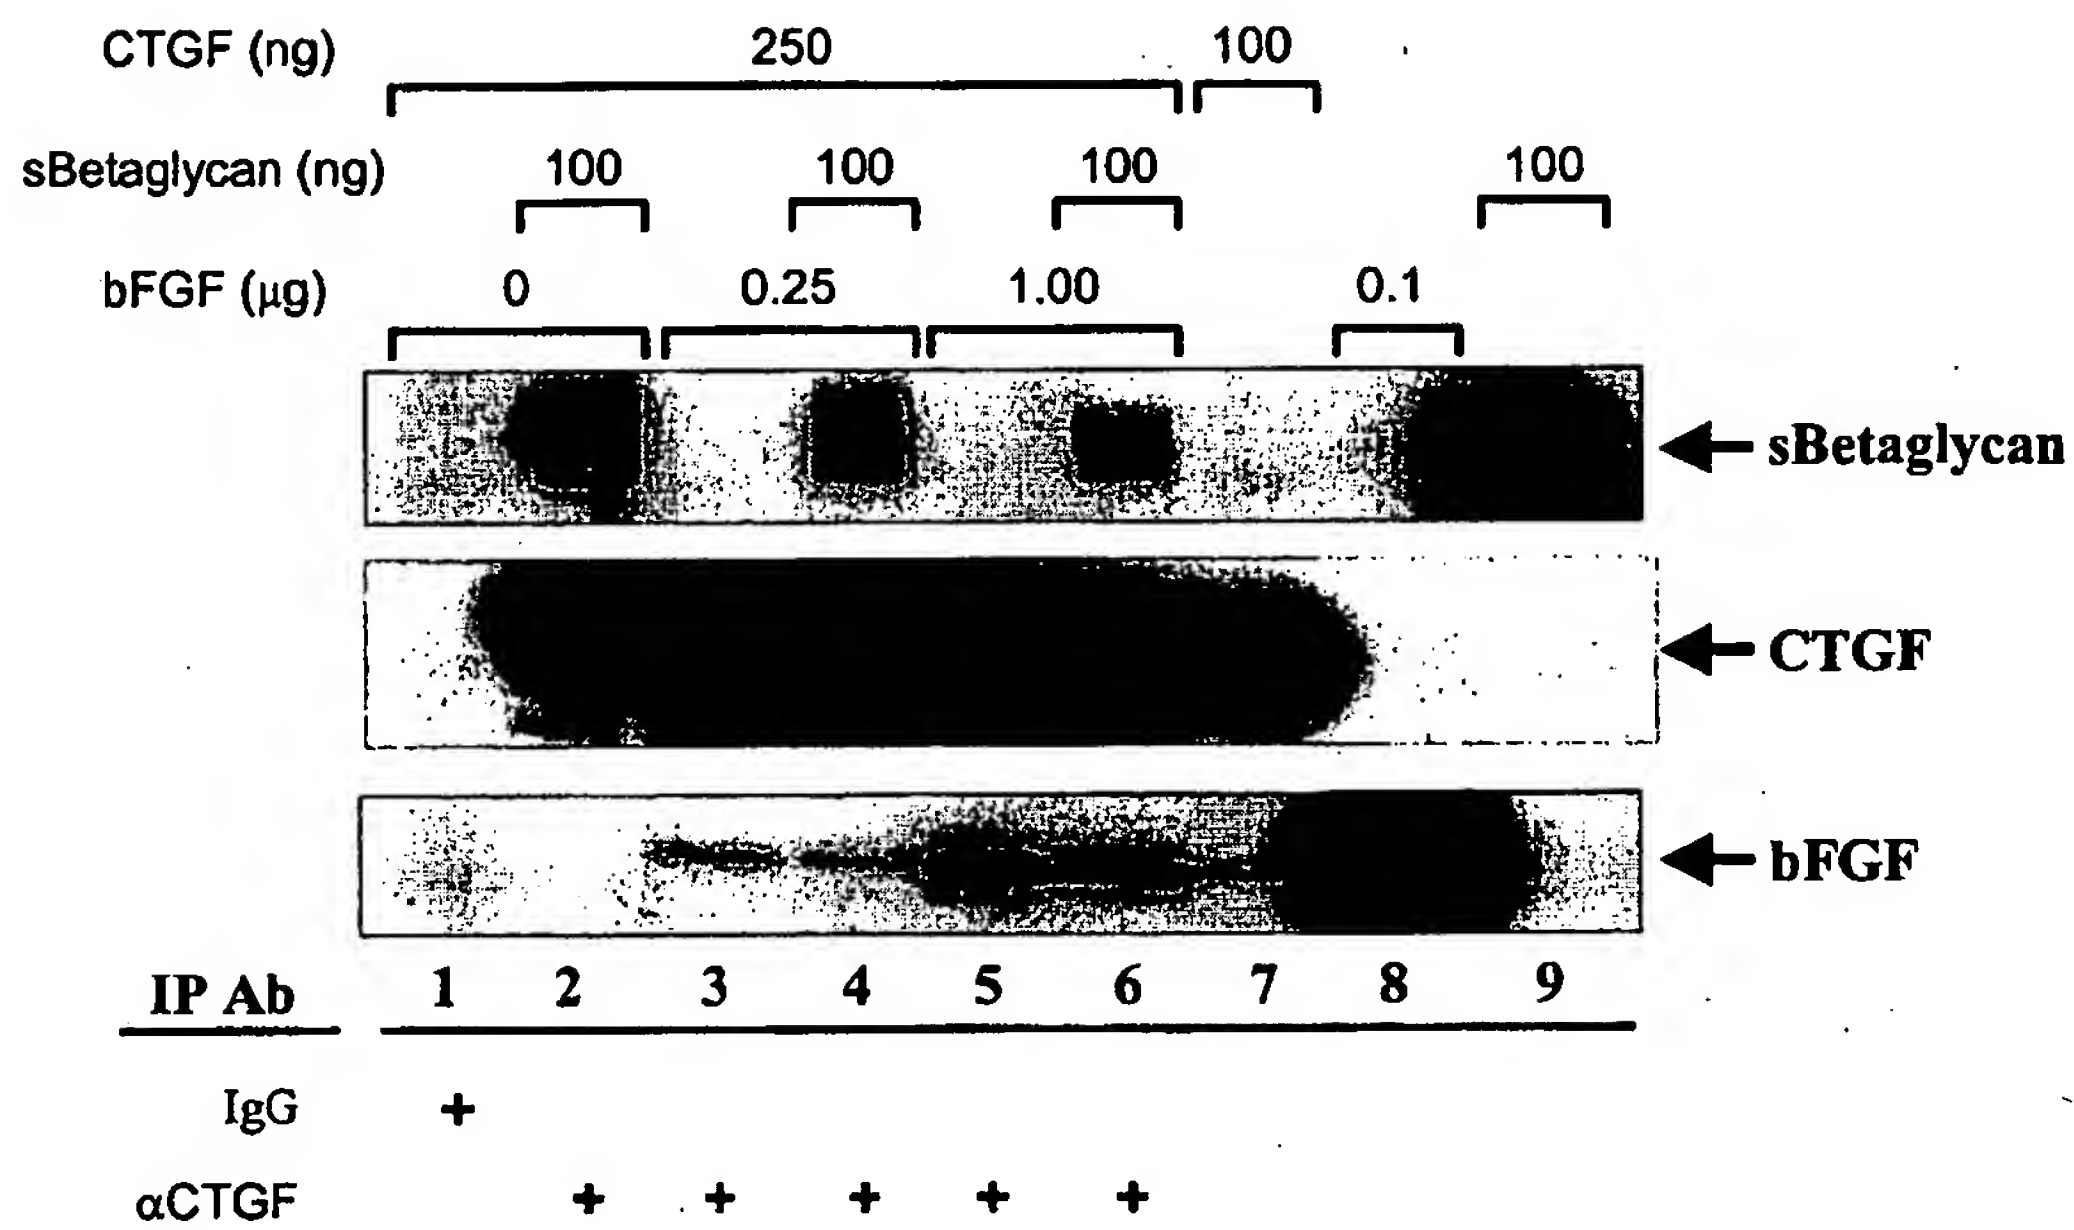 CTGF (ng) 250 100
sBetaglycan (ng) 100 100 100 100
bFGF (μg) 0 0.25 1.00 0.1
sBetaglycan
CTGF
bFGF
IP Ab 1 2 3 4 5 6 7 8 9
IgG +
αCTGF + + + + +